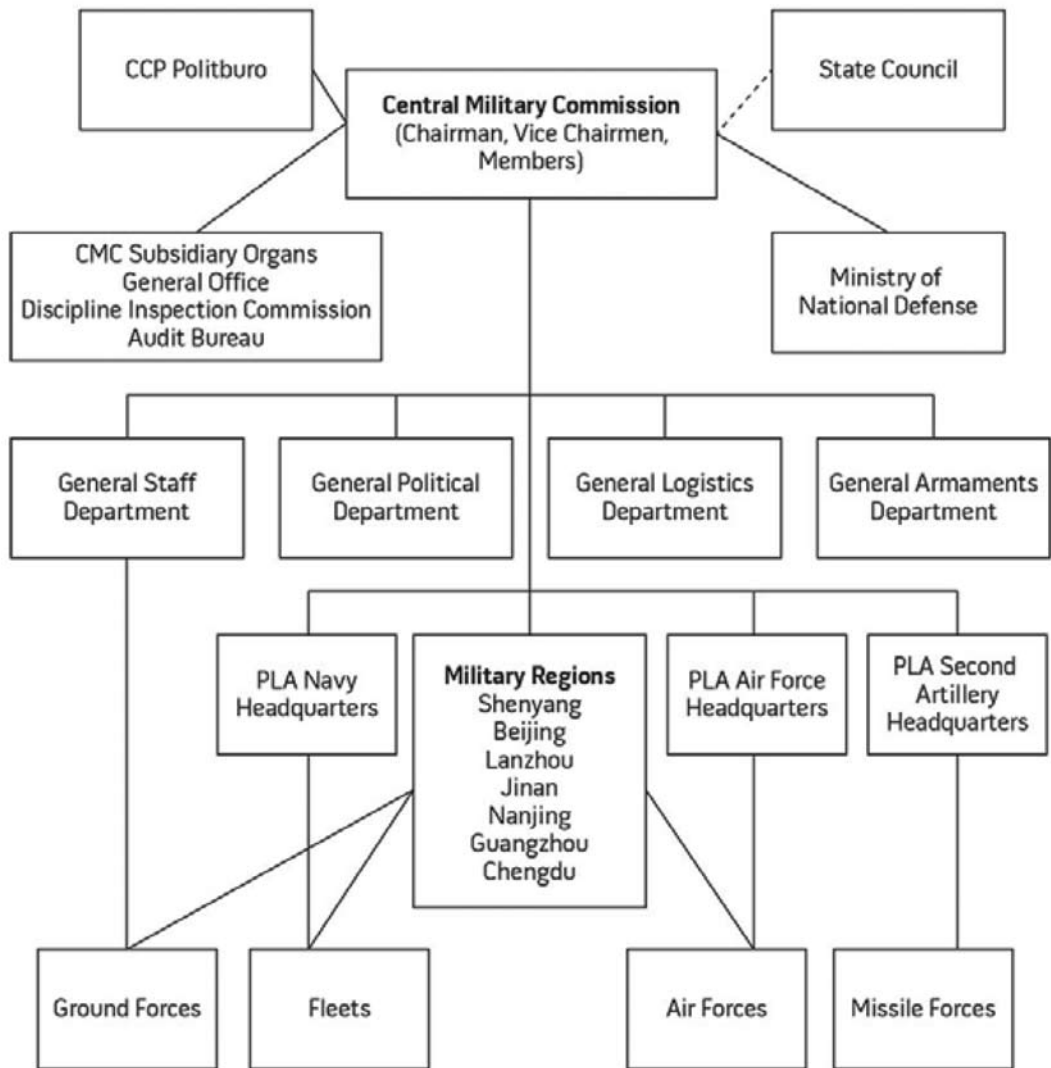 CCP Politburo
Central Military Commission
(Chairman, Vice Chairmen,
Members)
State Council
CMC Subsidiary Organs
General Office
Discipline Inspection Commission
Audit Bureau
Ministry of
National Defense
General Staff
Department
General Political
Department
General Logistics
Department
General Armaments
Department
PLA Navy
Headquarters
Military Regions
Shenyang
Beijing
Lanzhou
Jinan
Nanjing
Guangzhou
Chengdu
PLA Air Force
Headquarters
PLA Second
Artillery
Headquarters
Ground Forces
Fleets
Air Forces
Missile Forces